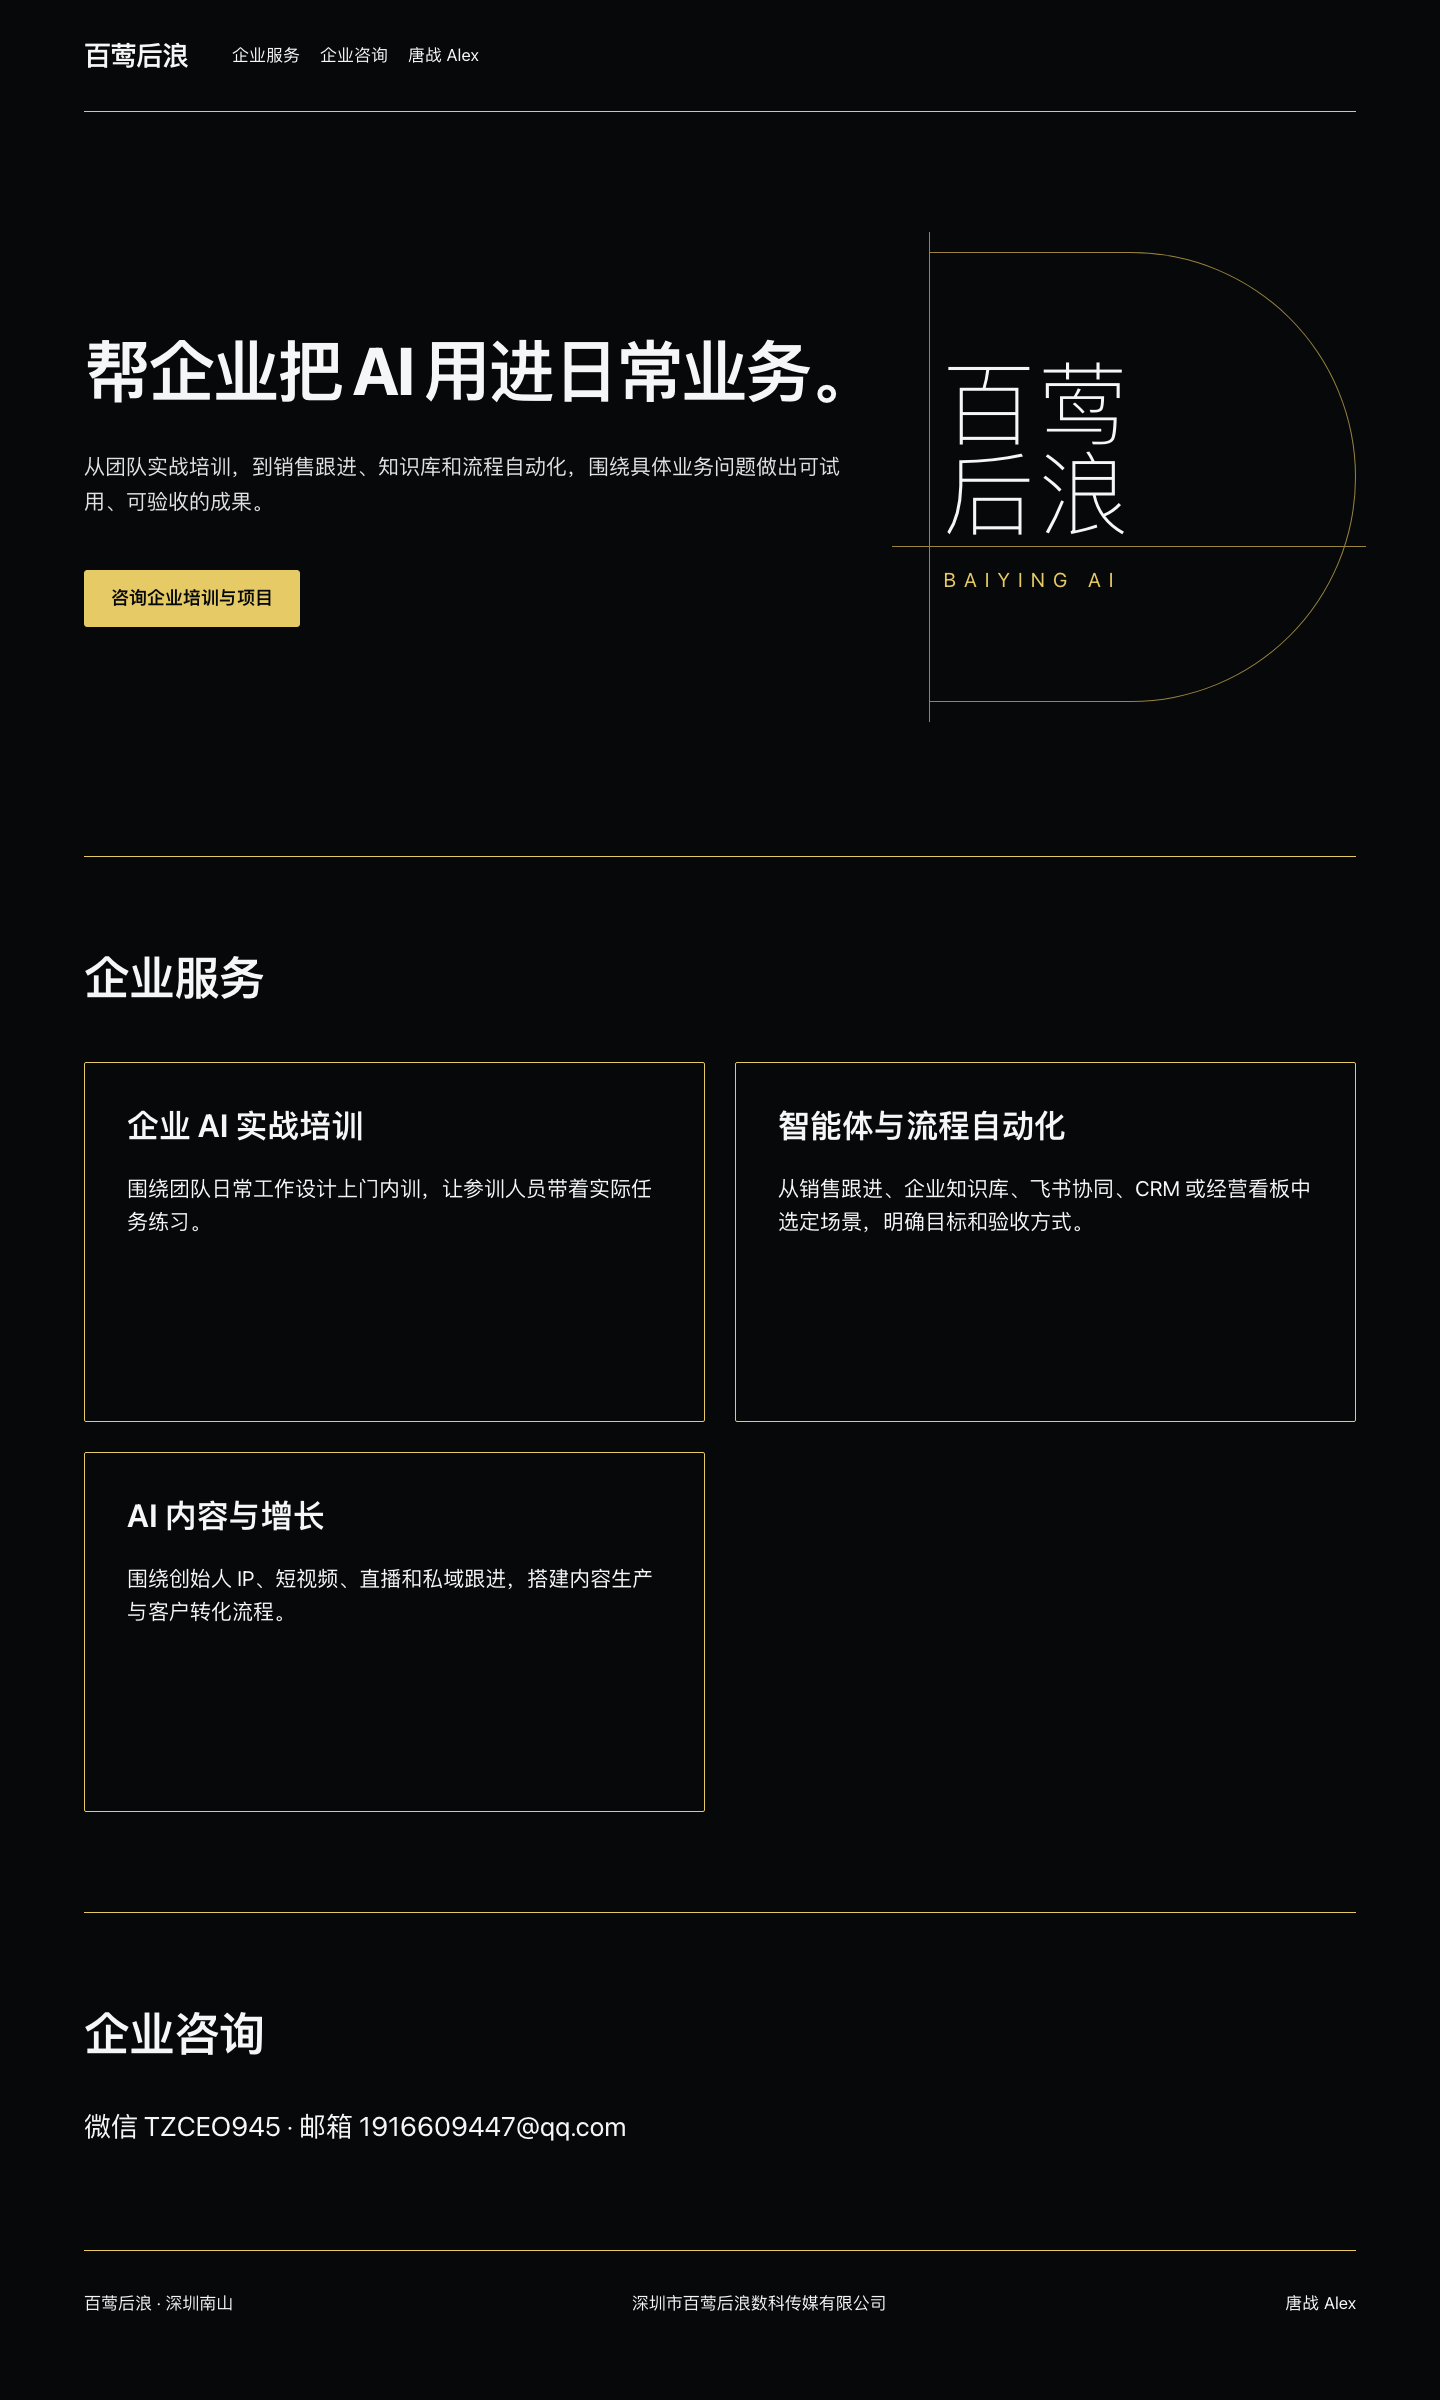 百莺后浪
企业服务 企业咨询 唐战 Alex
帮企业把 AI 用进日常业务。
从团队实战培训，到销售跟进、知识库和流程自动化，围绕具体业务问题做出可试
用、可验收的成果。
咨询企业培训与项目
百莺
后浪
BAIYING AI
企业服务
企业 AI 实战培训
围绕团队日常工作设计上门内训，让参训人员带着实际任
务练习。
智能体与流程自动化
从销售跟进、企业知识库、飞书协同、CRM 或经营看板中
选定场景，明确目标和验收方式。
AI 内容与增长
围绕创始人 IP、短视频、直播和私域跟进，搭建内容生产
与客户转化流程。
企业咨询
微信 TZCEO945 · 邮箱 1916609447@qq.com
百莺后浪 · 深圳南山
深圳市百莺后浪数科传媒有限公司
唐战 Alex